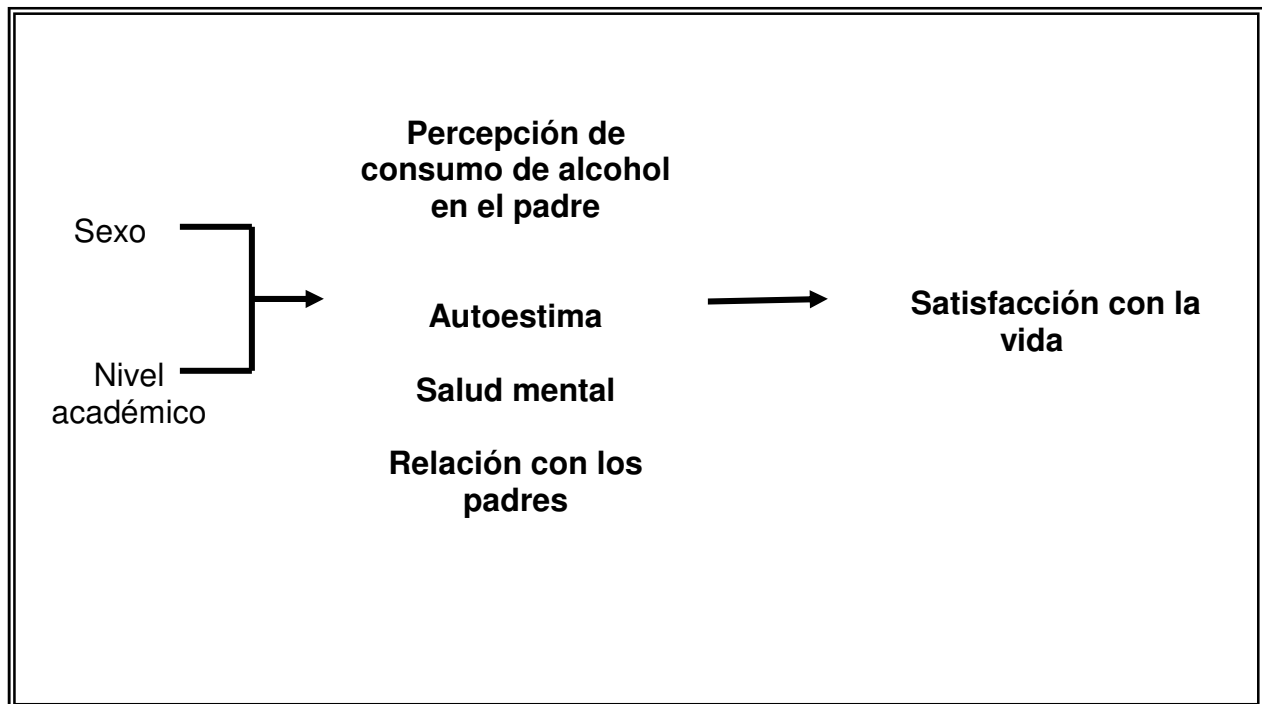 Sexo
Nivel
académico
Percepción de
consumo de alcohol
en el padre
Autoestima
Salud mental
Relación con los
padres
Satisfacción con la
vida